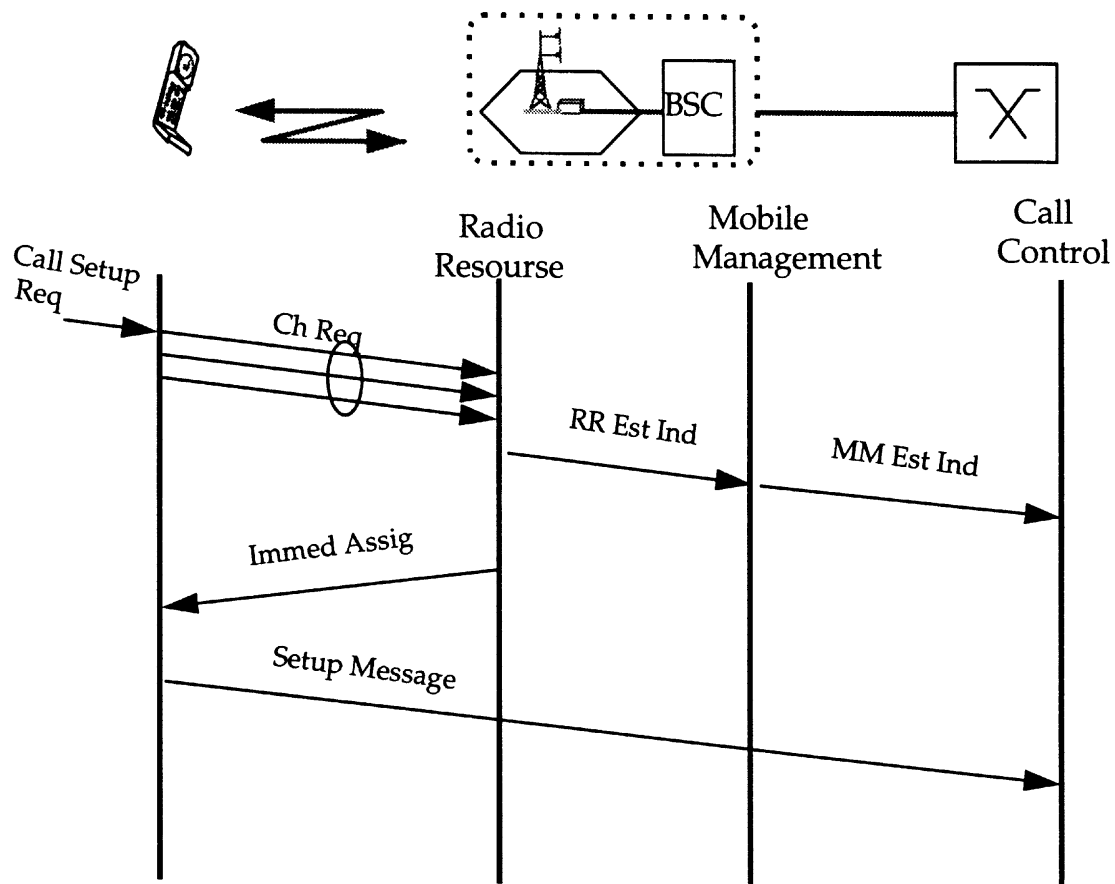 BSC
Radio
Resourse
Mobile
Management
Call
Control
Call Setup
Req
Ch Req
RR Est Ind
MM Est Ind
Immed Assig
Setup Message